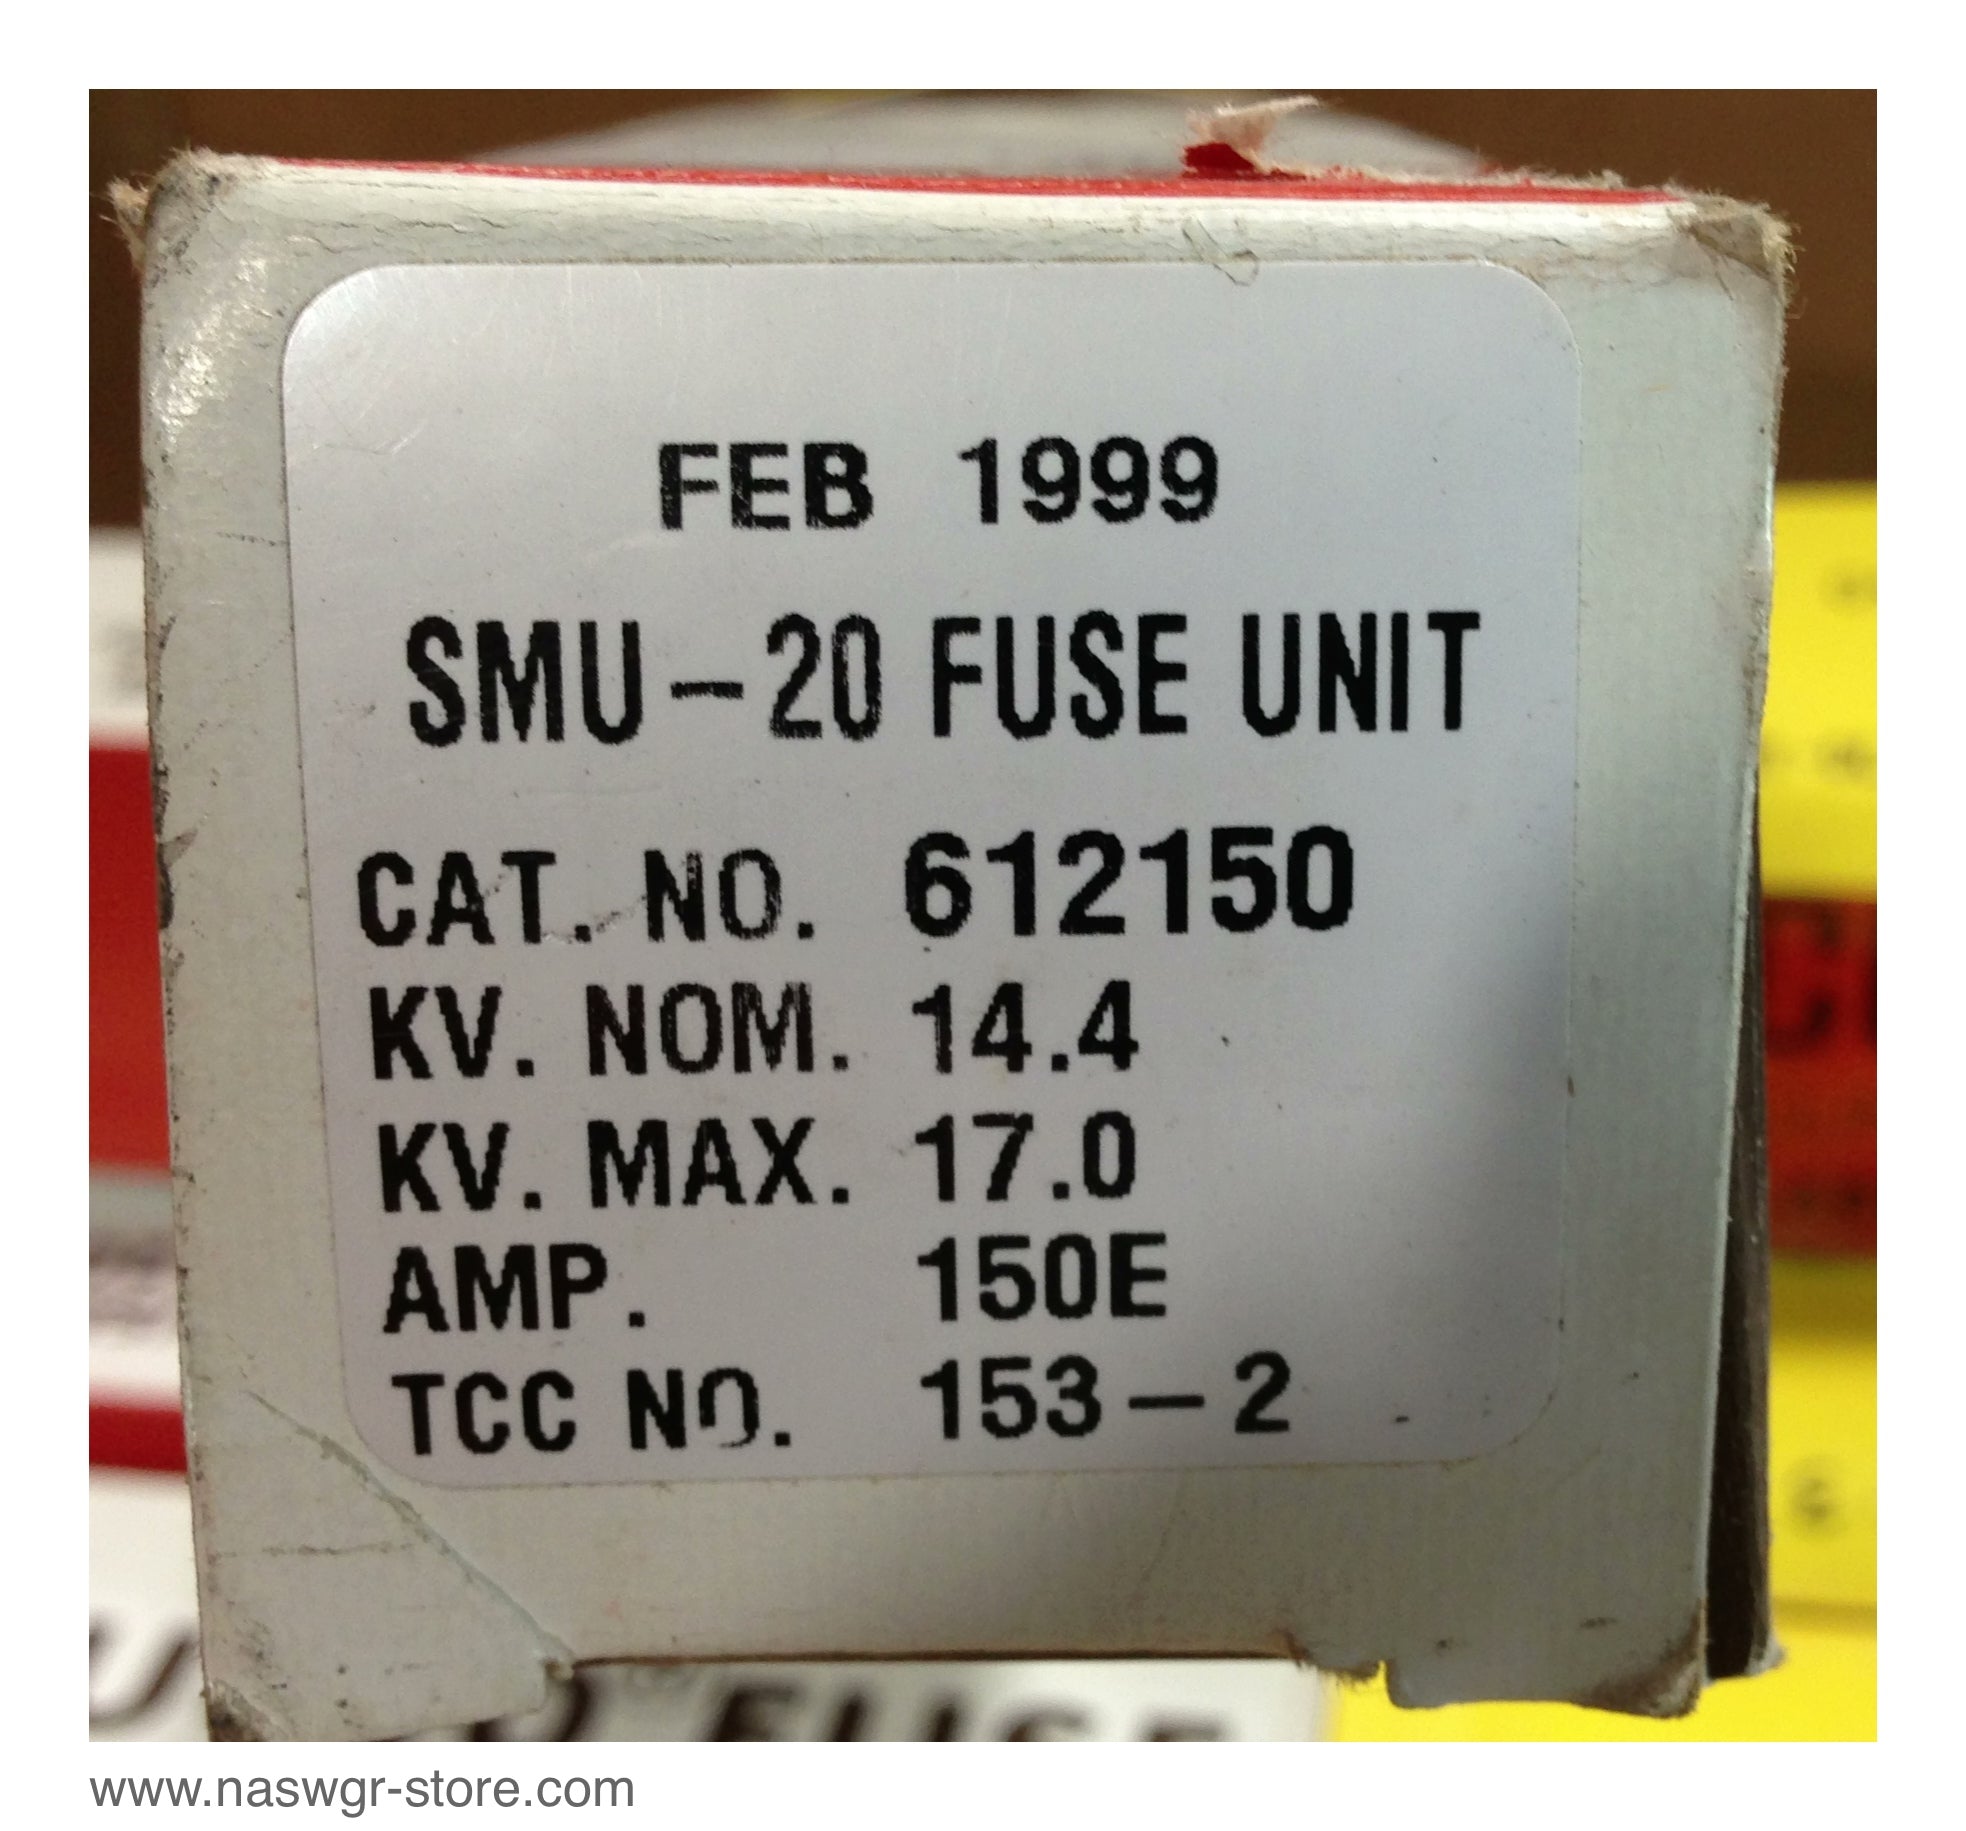 FEB 1999
SMU-20 FUSE UNIT
CAT. NO. 612150
KV. NOM. 14.4
KV. MAX. 17.0
AMP. 150E
TCC NO. 153-2
FUSE
www.naswgr-store.com